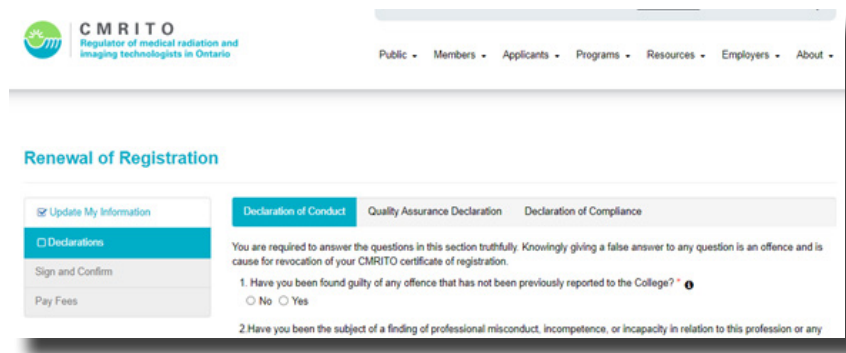 CMRITO
Regulator of medical radiation and
imaging technologists in Ontario
Public Members Applicants Programs Resources Employers About
Renewal of Registration
Update My Information
Declarations
Sign and Confirm
Pay Fees
Declaration of Conduct Quality Assurance Declaration Declaration of Compliance
You are required to answer the questions in this section truthfully. Knowingly giving a false answer to any question is an offence and is
cause for revocation of your CMRITO certificate of registration.
1. Have you been found guilty of any offence that has not been previously reported to the College? *
No Yes
2.Have you been the subject of a finding of professional misconduct, incompetence, or incapacity in relation to this profession or any